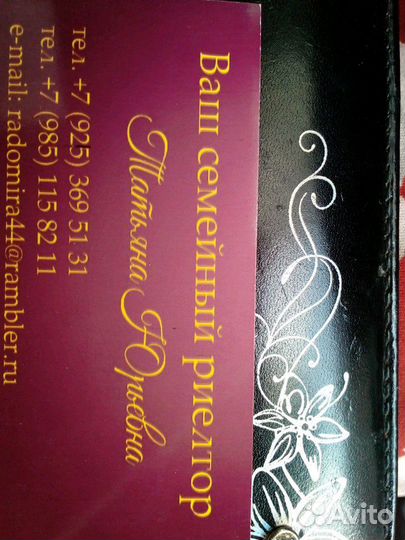 Ваш семейный риелтор
Татьяна Юрьевна
тел. +7 (925) 369 51 31
тел. +7 (985) 115 82 11
e-mail: radomira44@rambler.ru
Avito